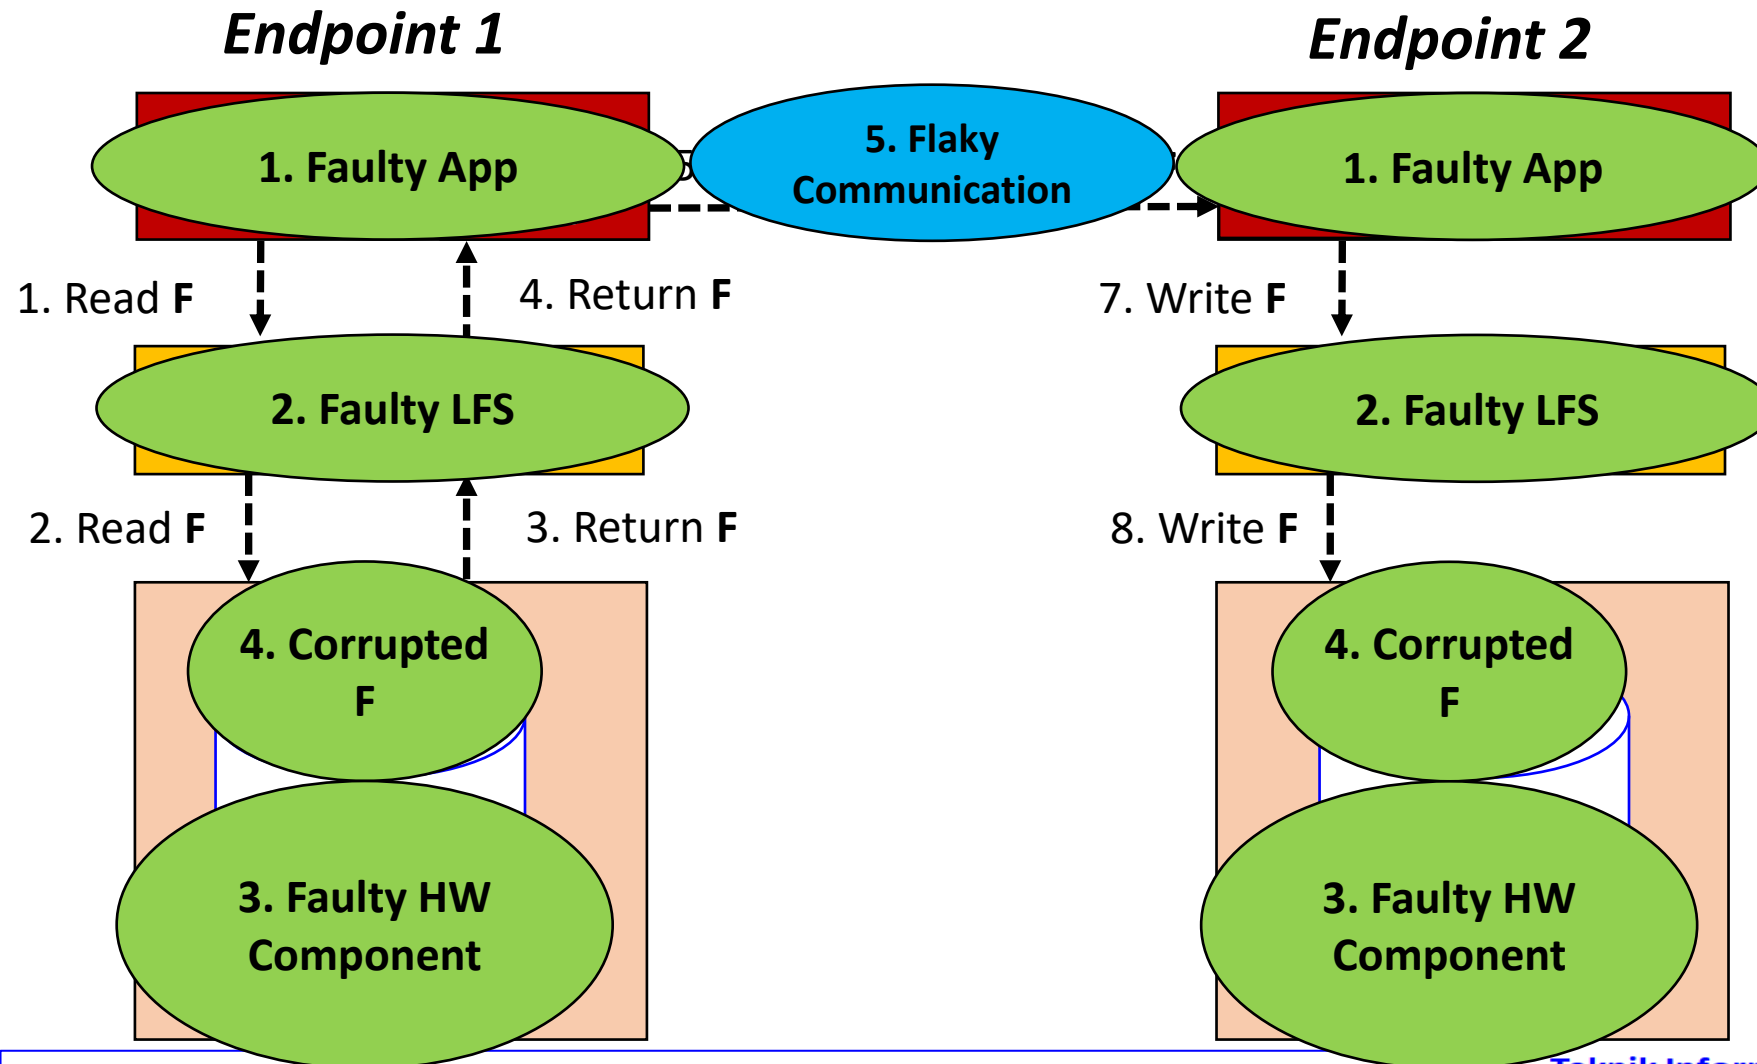 Endpoint 1
Endpoint 2
1. Faulty App
5. Flaky
Communication
1. Faulty App
1. Read F
4. Return F
7. Write F
2. Faulty LFS
2. Faulty LFS
2. Read F
3. Return F
8. Write F
4. Corrupted
F
4. Corrupted
F
3. Faulty HW
Component
3. Faulty HW
Component